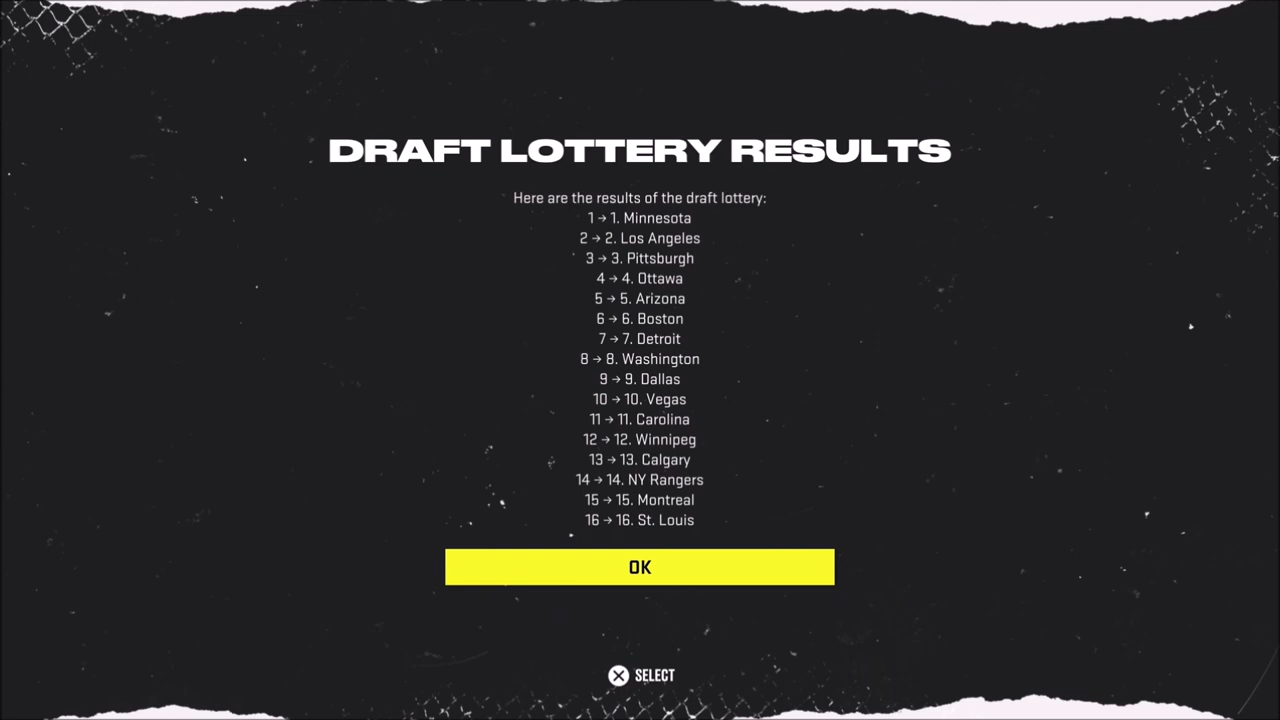 DRAFT LOTTERY RESULTS
Here are the results of the draft lottery:
1 → 1. Minnesota
2 → 2. Los Angeles
3 → 3. Pittsburgh
4 → 4. Ottawa
5 → 5. Arizona
6 → 6. Boston
7 → 7. Detroit
8 → 8. Washington
9 → 9. Dallas
10 → 10. Vegas
11 → 11. Carolina
12 → 12. Winnipeg
13 → 13. Calgary
14 → 14. NY Rangers
15 → 15. Montreal
16 → 16. St. Louis
OK
SELECT